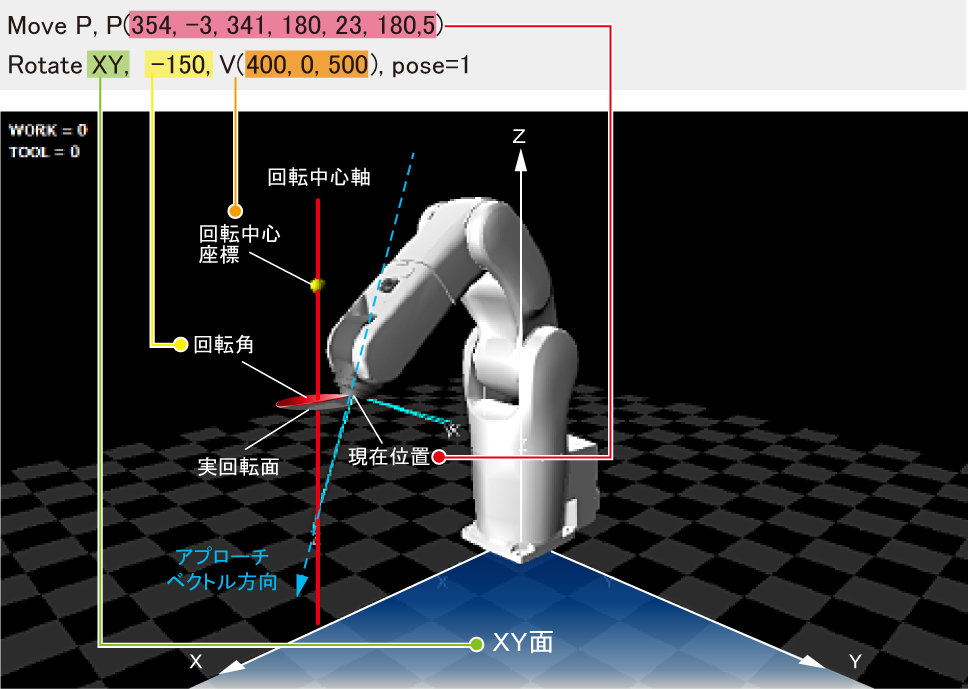 Move P, P(354, -3, 341, 180, 23, 180,5)
Rotate XY, -150, V(400, 0, 500), pose=1
WORK = 0
TOOL = 0
Z
回転中心軸
回転中心
座標
回転角
実回転面
現在位置
アプローチ
ベクトル方向
XY面
X
Y